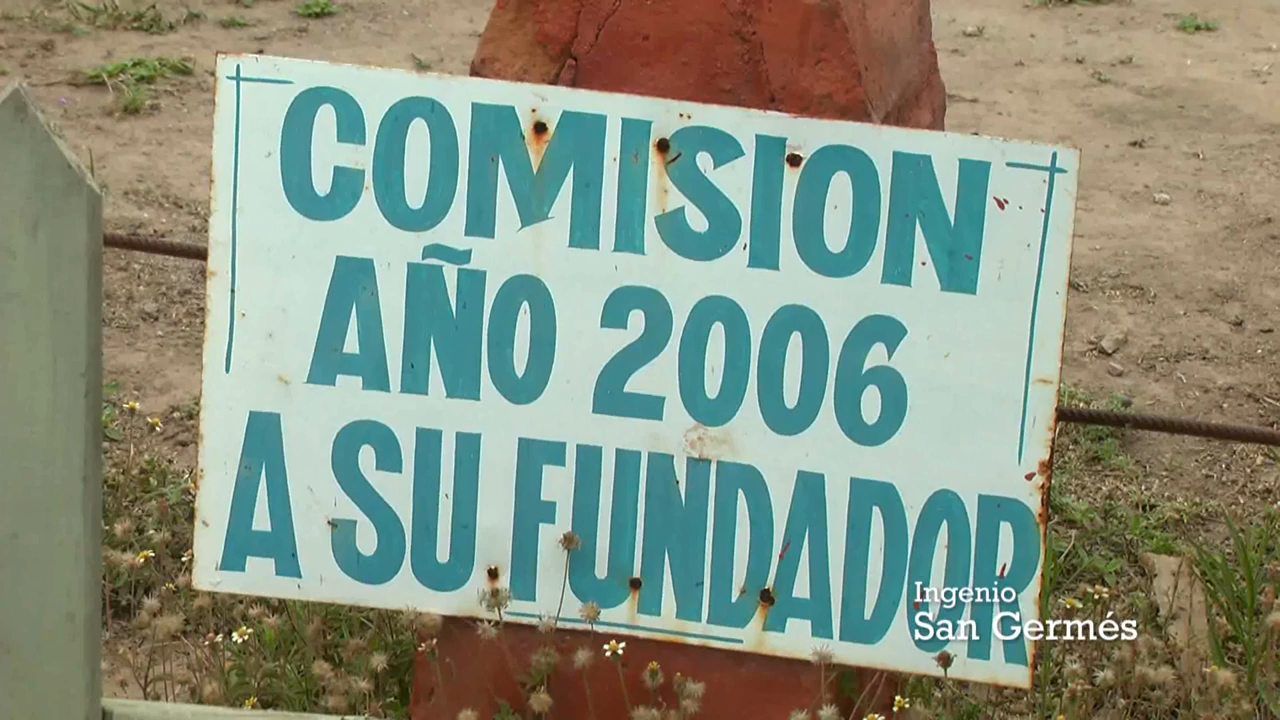 COMISION
AÑO 2006
A SU FUNDADOR
Ingenio
San Germés